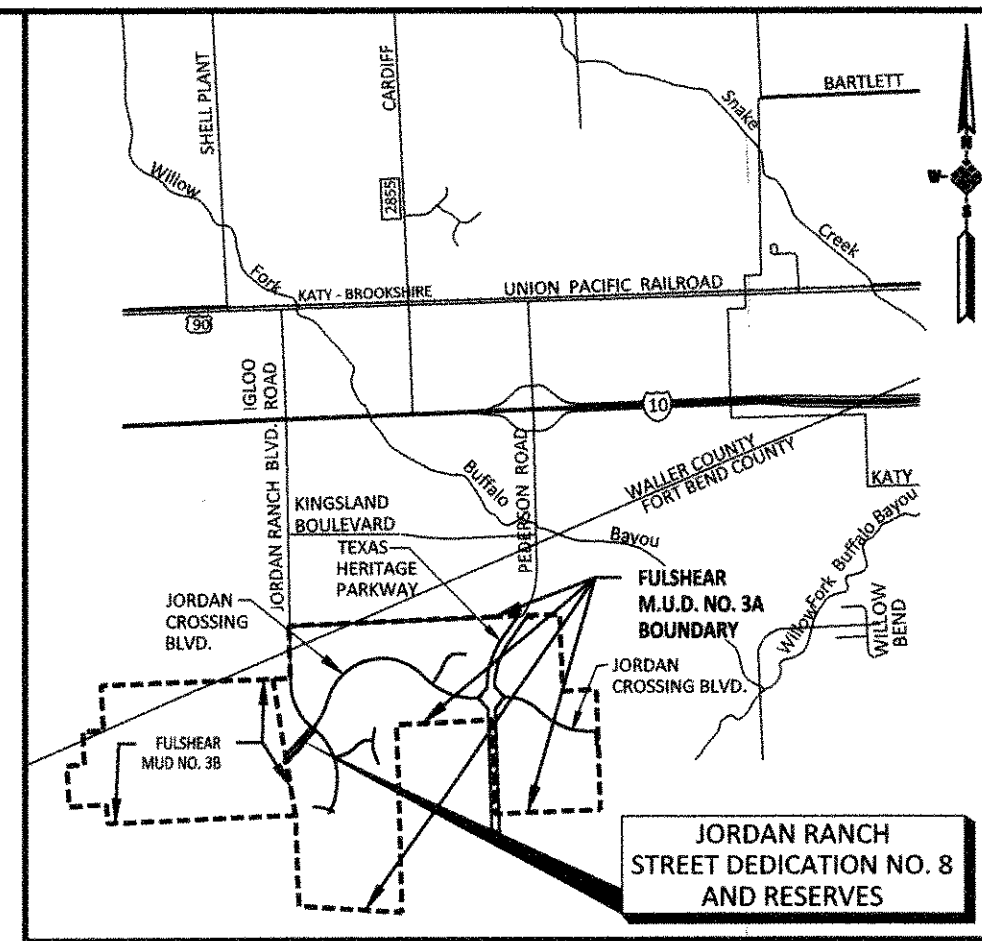 SHELL PLANT
CARDIFF
BARTLETT
Snake
Creek
Willow
Fork
2855
N
W
S
KATY - BROOKSHIRE
UNION PACIFIC RAILROAD
90
IGLOO
ROAD
10
JORDAN RANCH BLVD.
PEDERSON ROAD
Buffalo
Bayou
WALLER COUNTY
FORT BEND COUNTY
KATY
KINGSLAND
BOULEVARD
TEXAS
HERITAGE
PARKWAY
Willow Fork Buffalo Bayou
WILLOW
BEND
JORDAN
CROSSING
BLVD.
FULSHEAR
M.U.D. NO. 3A
BOUNDARY
JORDAN
CROSSING BLVD.
FULSHEAR
MUD NO. 3B
JORDAN RANCH
STREET DEDICATION NO. 8
AND RESERVES